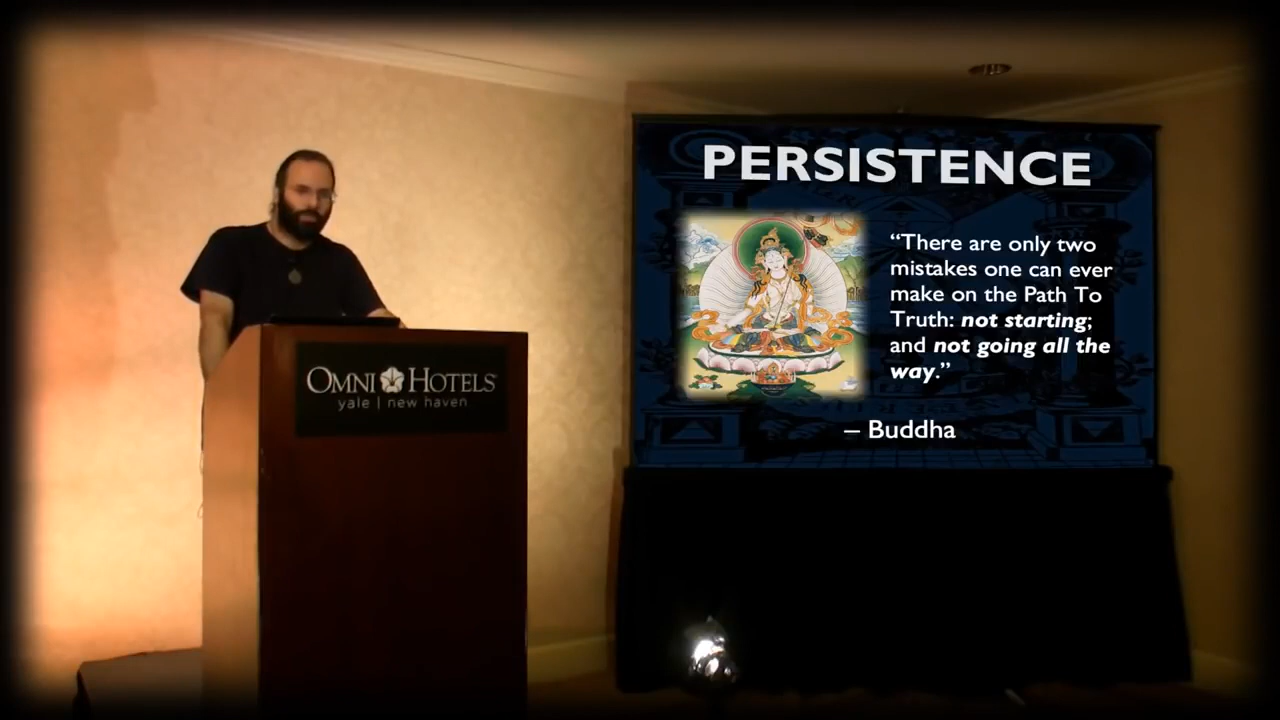 PERSISTENCE
“There are only two
mistakes one can ever
make on the Path To
Truth: not starting;
and not going all the
way.”
– Buddha
OMNI HOTELS
yale | new haven